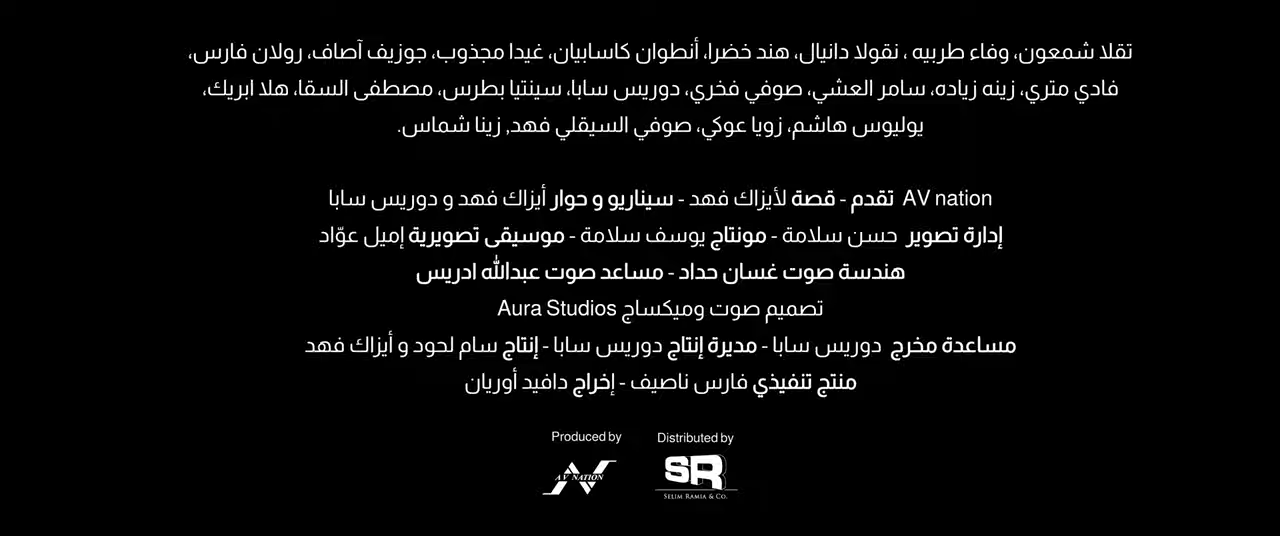 تقلا شمعون، وفاء طربيه ، نقولا دانيال، هند خضرا، أنطوان كاسابيان، غيدا مجذوب، جوزيف آصاف، رولان فارس،
فادي متري، زينه زياده، سامر العشي، صوفي فخري، دوريس سابا، سينتيا بطرس، مصطفى السقا، هلا ابريك،
يوليوس هاشم، زويا عوكي، صوفي السيقلي فهد, زينا شماس.
AV nation تقدم - قصة لأيزاك فهد - سيناريو و حوار أيزاك فهد و دوريس سابا
إدارة تصوير حسن سلامة - مونتاج يوسف سلامة - موسيقى تصويرية إميل عوّاد
هندسة صوت غسان حداد - مساعد صوت عبدالله ادريس
تصميم صوت وميكساج Aura Studios
مساعدة مخرج دوريس سابا - مديرة إنتاج دوريس سابا - إنتاج سام لحود و أيزاك فهد
منتج تنفيذي فارس ناصيف - إخراج دافيد أوريان
Produced by
Distributed by
AV NATION
SR
SELIM RAMIA & CO.